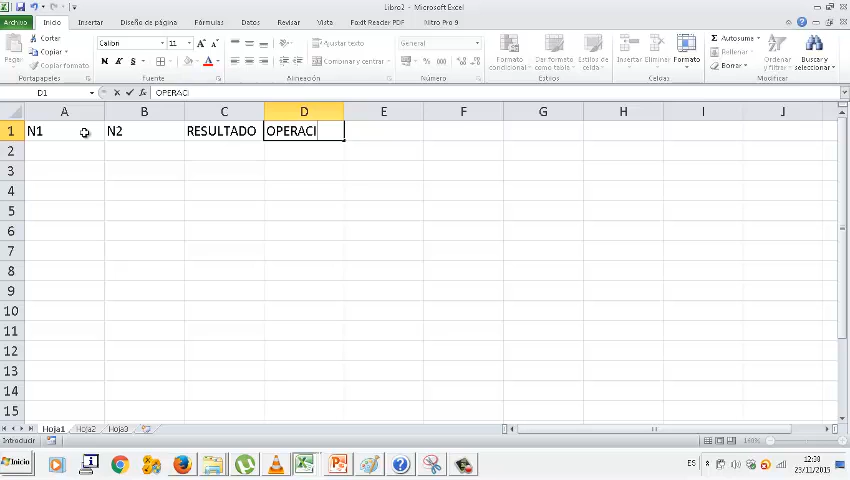 Libro2 - Microsoft Excel
Archivo Inicio Insertar Diseño de página Fórmulas Datos Revisar Vista Foxit Reader PDF Nitro Pro 9
Pegar
Cortar
Copiar
Copiar formato
Portapapeles
Calibri 11
N K S
Fuente
Ajustar texto
Combinar y centrar
Alineación
General
% 000
Número
Formato condicional
Dar formato como tabla
Estilos de celda
Estilos
Insertar Eliminar Formato
Celdas
Autosuma
Rellenar
Borrar
Ordenar y filtrar
Buscar y seleccionar
Modificar
D1 OPERACI
A B C D E F G H I J
1 N1 N2 RESULTADO OPERACI
2
3
4
5
6
7
8
9
10
11
12
13
14
15
Hoja1 Hoja2 Hoja3
Introducir 160%
Inicio ES 12:30
23/11/2015